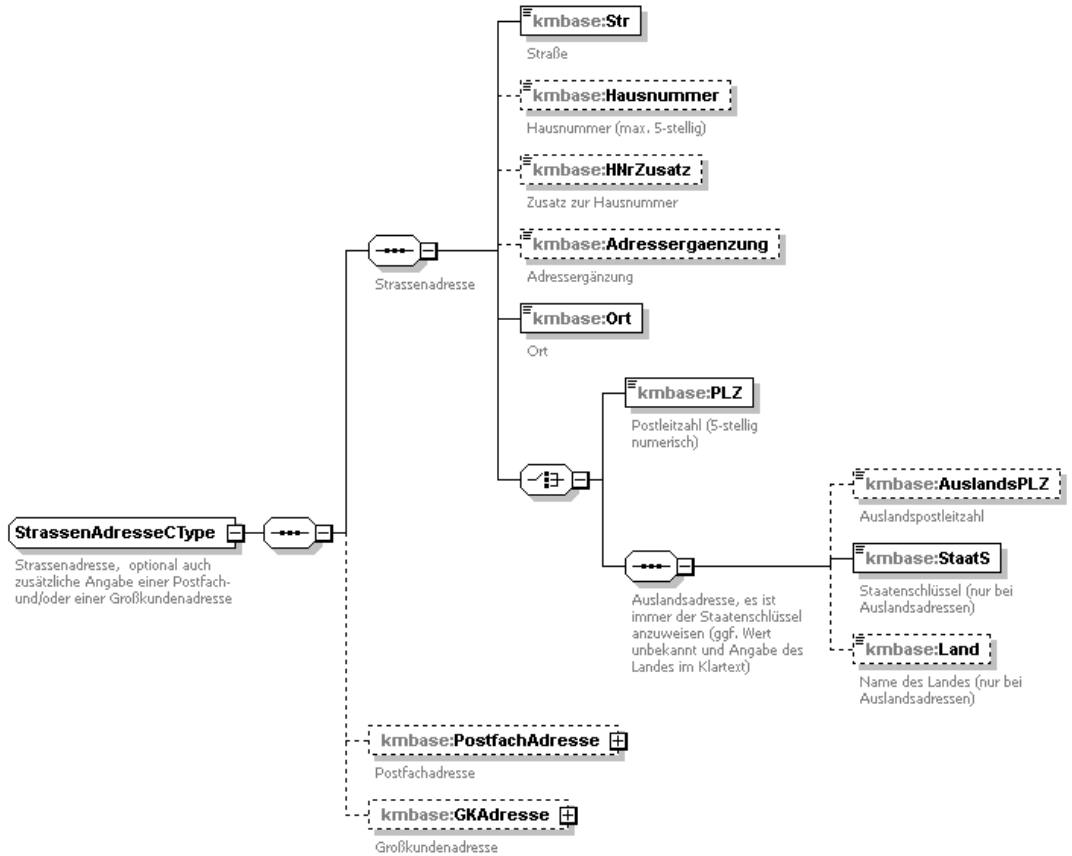 kmbase:Str
Straße
kmbase:Hausnummer
Hausnummer (max. 5-stellig)
kmbase:HNrZusatz
Zusatz zur Hausnummer
kmbase:Adressergaenzung
Adressergänzung
Strassenadresse
kmbase:Ort
Ort
kmbase:PLZ
Postleitzahl (5-stellig
numerisch)
kmbase:AuslandsPLZ
Auslandspostleitzahl
StrassenAdresseCType
Strassenadresse,  optional auch
zusätzliche Angabe einer Postfach-
und/oder einer Großkundenadresse
kmbase:StaatS
Staatenschlüssel (nur bei
Auslandsadressen)
Auslandsadresse, es ist
immer der Staatenschlüssel
anzuweisen (ggf. Wert
unbekannt und Angabe des
Landes im Klartext)
kmbase:Land
Name des Landes (nur bei
Auslandsadressen)
kmbase:PostfachAdresse
Postfachadresse
kmbase:GKAdresse
Großkundenadresse